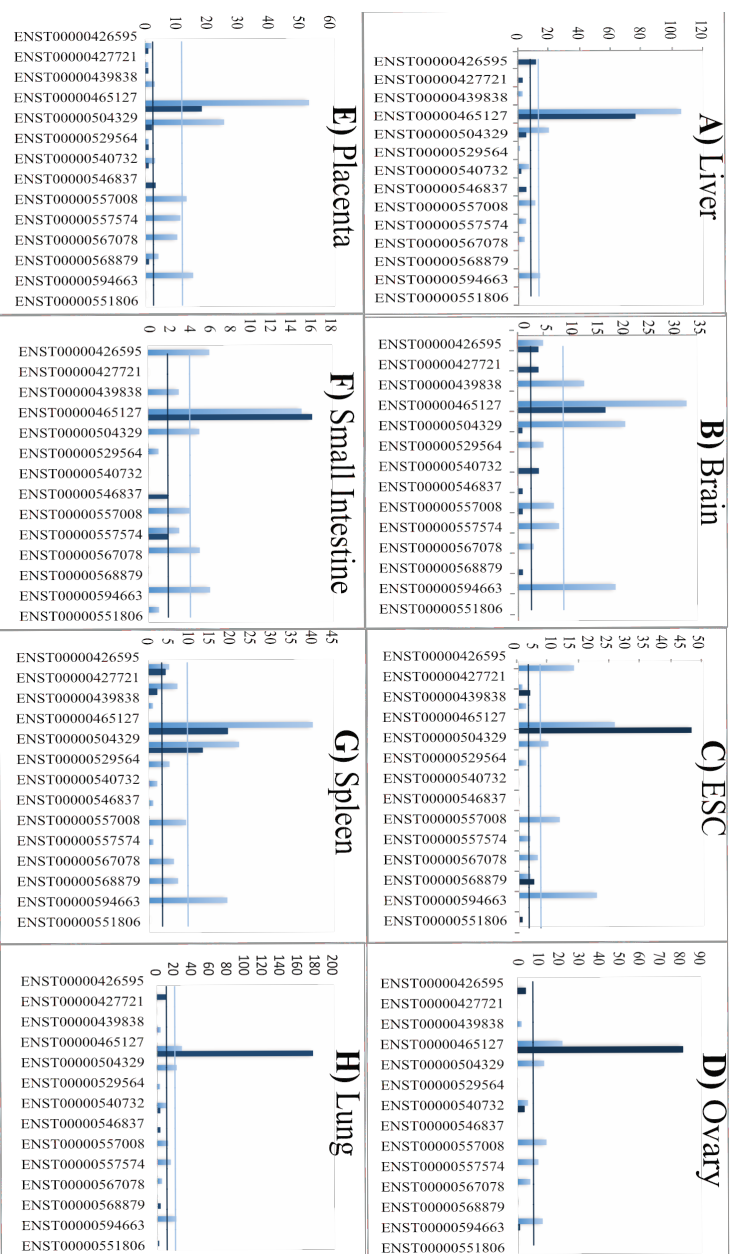 A) Liver
0 20 40 60 80 100 120
ENST00000426595
ENST00000427721
ENST00000439838
ENST00000465127
ENST00000504329
ENST00000529564
ENST00000540732
ENST00000546837
ENST00000557008
ENST00000557574
ENST00000567078
ENST00000568879
ENST00000594663
ENST00000551806
B) Brain
0 5 10 15 20 25 30 35
ENST00000426595
ENST00000427721
ENST00000439838
ENST00000465127
ENST00000504329
ENST00000529564
ENST00000540732
ENST00000546837
ENST00000557008
ENST00000557574
ENST00000567078
ENST00000568879
ENST00000594663
ENST00000551806
C) ESC
0 5 10 15 20 25 30 35 40 45 50
ENST00000426595
ENST00000427721
ENST00000439838
ENST00000465127
ENST00000504329
ENST00000529564
ENST00000540732
ENST00000546837
ENST00000557008
ENST00000557574
ENST00000567078
ENST00000568879
ENST00000594663
ENST00000551806
D) Ovary
0 10 20 30 40 50 60 70 80 90
ENST00000426595
ENST00000427721
ENST00000439838
ENST00000465127
ENST00000504329
ENST00000529564
ENST00000540732
ENST00000546837
ENST00000557008
ENST00000557574
ENST00000567078
ENST00000568879
ENST00000594663
ENST00000551806
E) Placenta
0 10 20 30 40 50 60
ENST00000426595
ENST00000427721
ENST00000439838
ENST00000465127
ENST00000504329
ENST00000529564
ENST00000540732
ENST00000546837
ENST00000557008
ENST00000557574
ENST00000567078
ENST00000568879
ENST00000594663
ENST00000551806
F) Small Intestine
0 2 4 6 8 10 12 14 16 18
ENST00000426595
ENST00000427721
ENST00000439838
ENST00000465127
ENST00000504329
ENST00000529564
ENST00000540732
ENST00000546837
ENST00000557008
ENST00000557574
ENST00000567078
ENST00000568879
ENST00000594663
ENST00000551806
G) Spleen
0 5 10 15 20 25 30 35 40 45
ENST00000426595
ENST00000427721
ENST00000439838
ENST00000465127
ENST00000504329
ENST00000529564
ENST00000540732
ENST00000546837
ENST00000557008
ENST00000557574
ENST00000567078
ENST00000568879
ENST00000594663
ENST00000551806
H) Lung
0 20 40 60 80 100 120 140 160 180 200
ENST00000426595
ENST00000427721
ENST00000439838
ENST00000465127
ENST00000504329
ENST00000529564
ENST00000540732
ENST00000546837
ENST00000557008
ENST00000557574
ENST00000567078
ENST00000568879
ENST00000594663
ENST00000551806